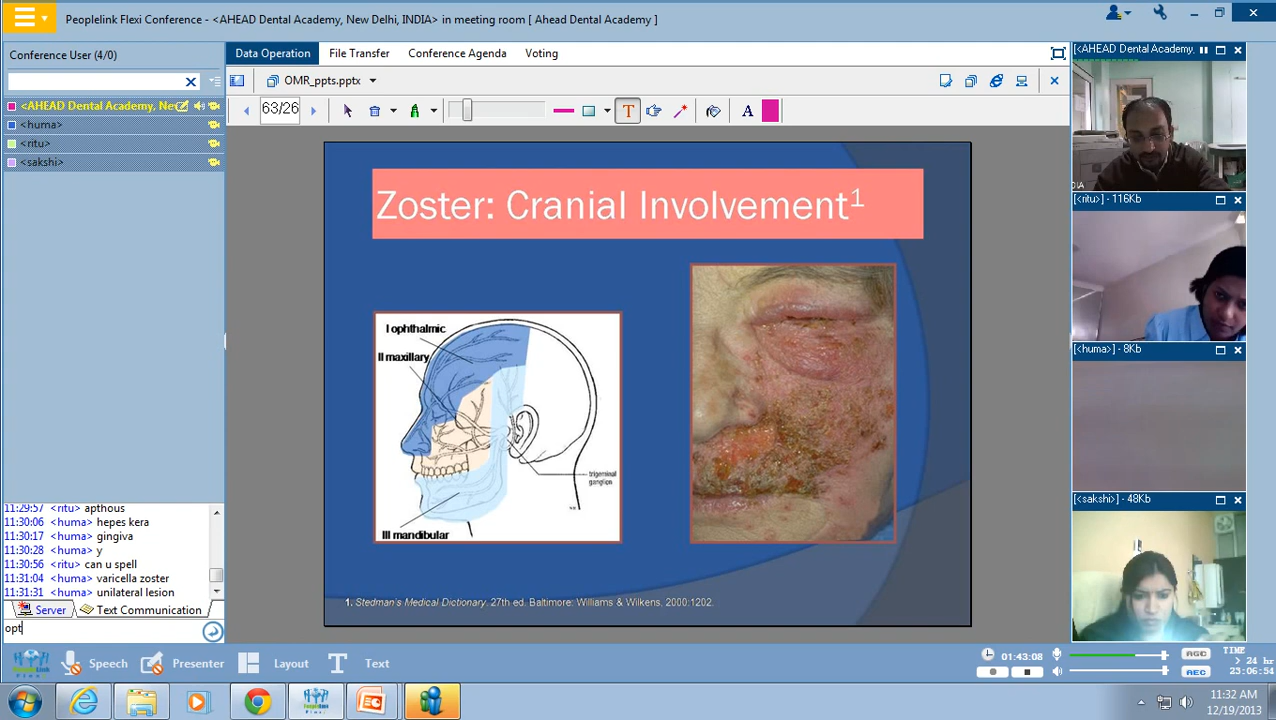 Peoplelink Flexi Conference - <AHEAD Dental Academy, New Delhi, INDIA> in meeting room [ Ahead Dental Academy ]
Conference User (4/0)
Data Operation File Transfer Conference Agenda Voting
OMR_ppts.pptx
<AHEAD Dental Academy, Nev
<huma>
<ritu>
<sakshi>
63/26
T
A
Zoster: Cranial Involvement1
I ophthalmic
II maxillary
trigeminal
ganglion
III mandibular
1. Stedman's Medical Dictionary. 27th ed. Baltimore: Williams & Wilkens. 2000:1202.
[<AHEAD Dental Academy,
DIA
[<ritu>] - 116Kb
[<huma>] - 8Kb
[<sakshi>] - 48Kb
11:29:57 <ritu> apthous
11:30:06 <huma> hepes kera
11:30:17 <huma> gingiva
11:30:28 <huma> y
11:30:56 <ritu> can u spell
11:31:04 <huma> varicella zoster
11:31:31 <huma> unilateral lesion
Server Text Communication
opt
Speech Presenter Layout Text
01:43:08
AGC
AEC
TIME
> 24 hr
23:06:54
11:32 AM
12/19/2013